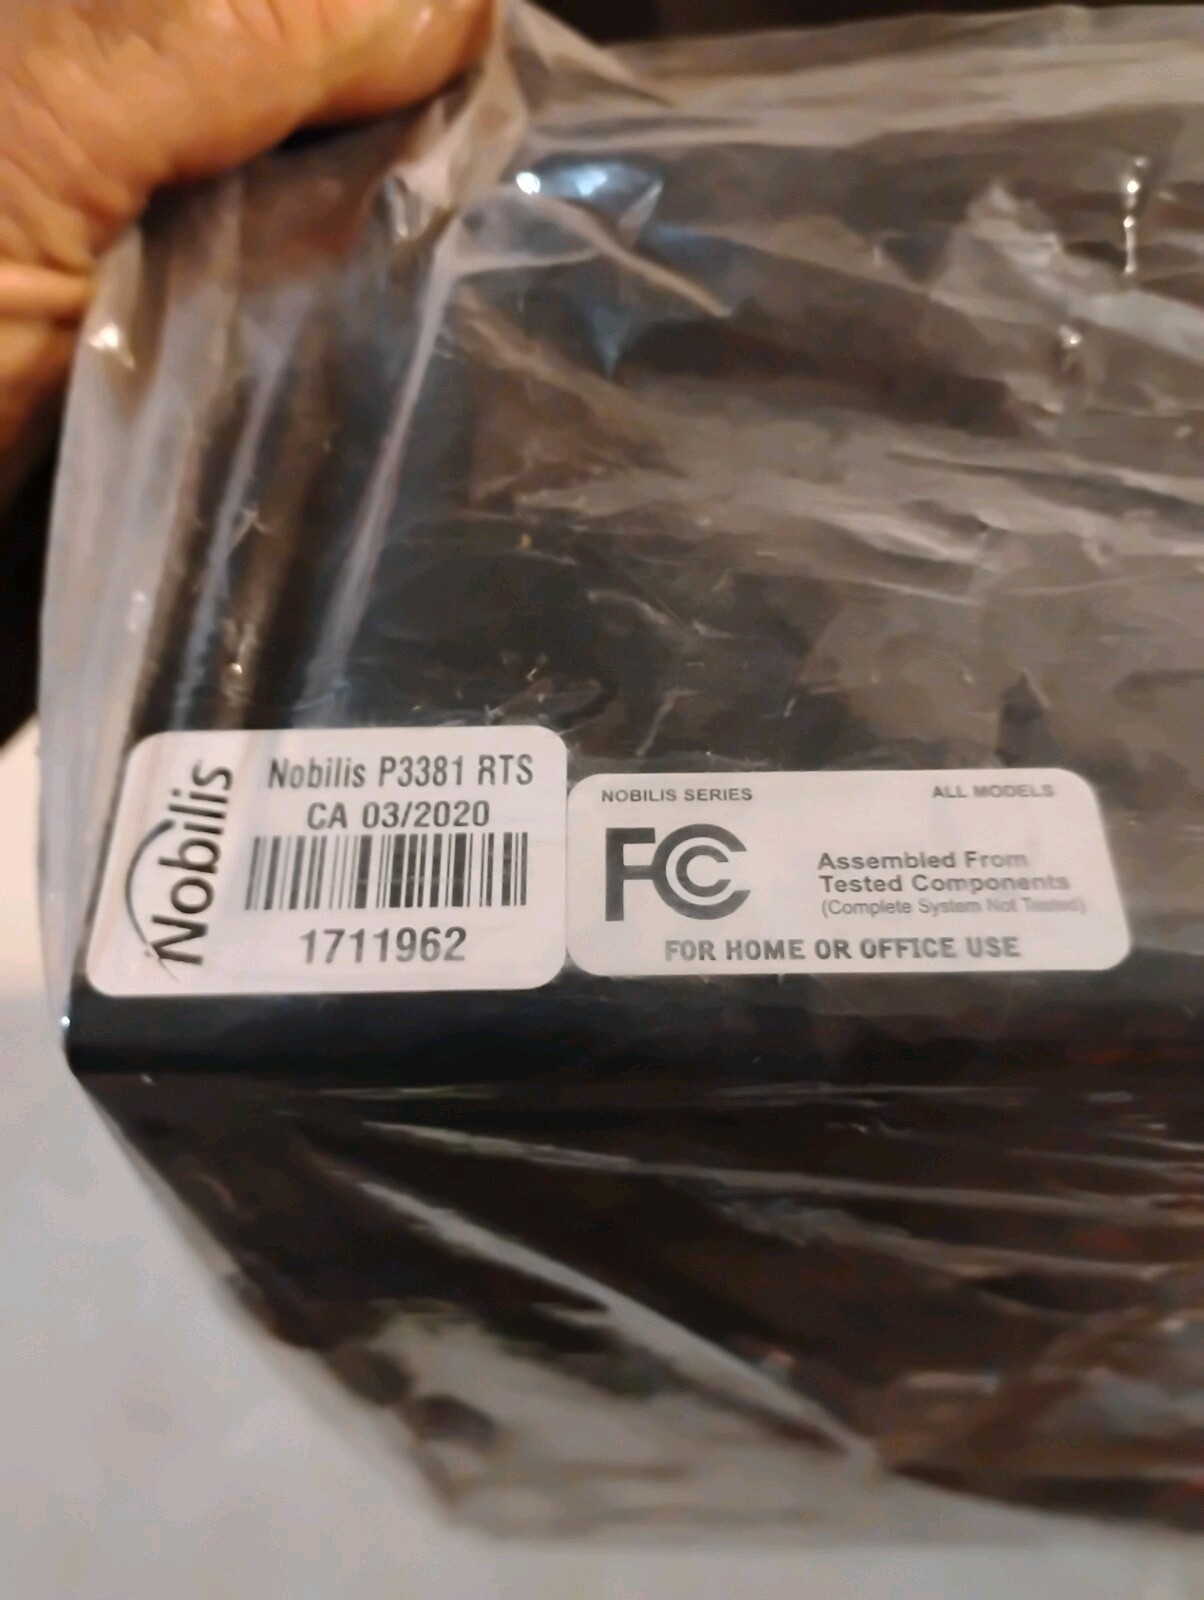 Nobilis
Nobilis P3381 RTS
CA 03/2020
1711962
NOBILIS SERIES ALL MODELS
FC
Assembled From
Tested Components
(Complete System Not Tested)
FOR HOME OR OFFICE USE